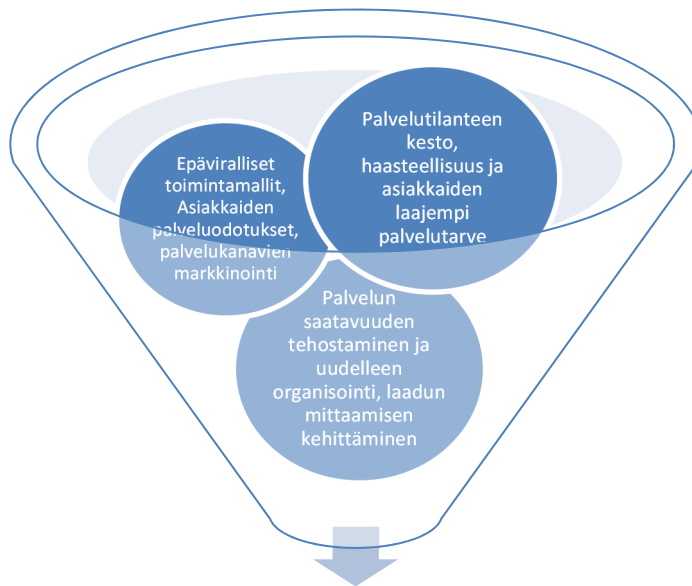 Epäviralliset
toimintamallit,
Asiakkaiden
palveluodotukset,
palvelukanavien
markkinointi
Palvelutilanteen
kesto,
haasteellisuus ja
asiakkaiden
laajempi
palvelutarve
Palvelun
saatavuuden
tehostaminen ja
uudelleen
organisointi, laadun
mittaamisen
kehittäminen